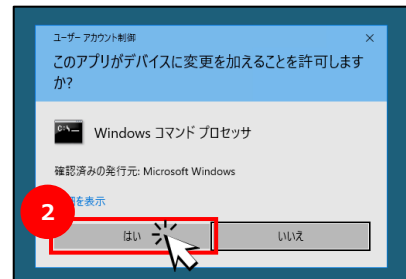 ユーザー アカウント制御 ×
このアプリがデバイスに変更を加えることを許可します
か?
C:\
Windows コマンド プロセッサ
確認済みの発行元: Microsoft Windows
を表示
2
はい
いいえ